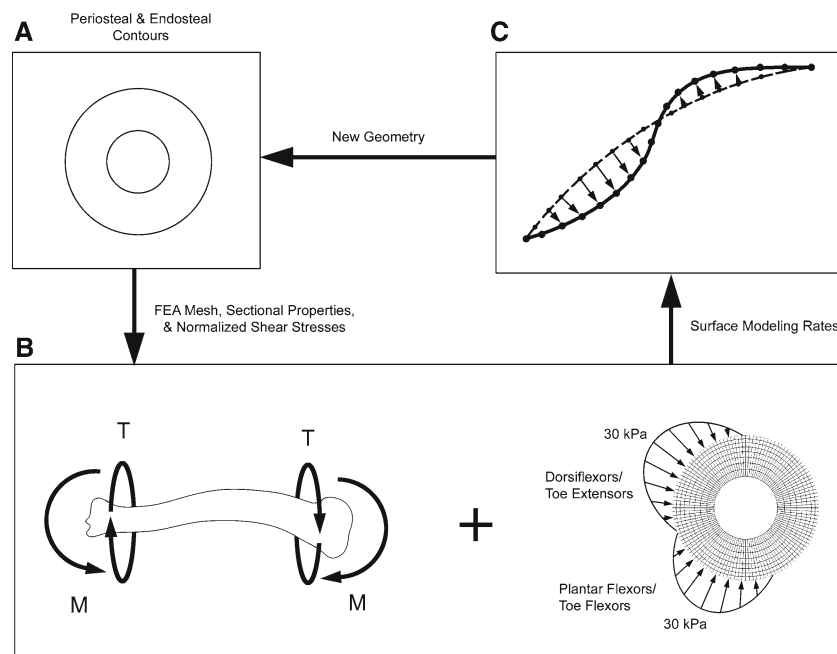 A
Periosteal & Endosteal
Contours
C
New Geometry
FEA Mesh, Sectional Properties,
& Normalized Shear Stresses
Surface Modeling Rates
B
T
T
M
M
+
30 kPa
Dorsiflexors/
Toe Extensors
Plantar Flexors/
Toe Flexors
30 kPa